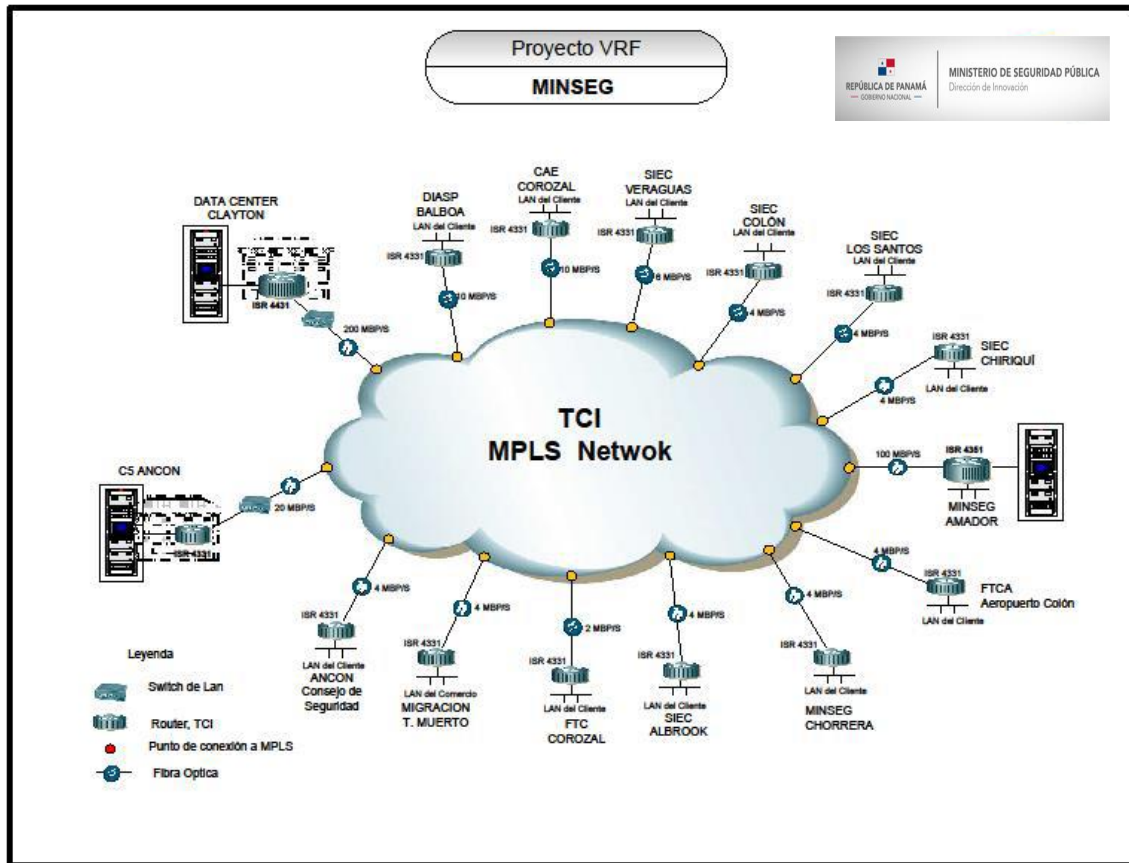 Proyecto VRF
MINSEG
REPÚBLICA DE PANAMÁ
— GOBIERNO NACIONAL —
MINISTERIO DE SEGURIDAD PÚBLICA
Dirección de Innovación
DATA CENTER
CLAYTON
ISR 4431
200 MBP/S
DIASP
BALBOA
LAN del Cliente
ISR 4331
10 MBP/S
CAE
COROZAL
LAN del Cliente
ISR 4331
10 MBP/S
SIEC
VERAGUAS
LAN del Cliente
ISR 4331
6 MBP/S
SIEC
COLÓN
LAN del Cliente
ISR 4331
4 MBP/S
SIEC
LOS SANTOS
LAN del Cliente
ISR 4331
4 MBP/S
ISR 4331
SIEC
CHIRIQUÍ
LAN del Cliente
4 MBP/S
TCI
MPLS Netwok
100 MBP/S
ISR 4351
MINSEG
AMADOR
C5 ANCON
20 MBP/S
ISR 4331
4 MBP/S
ISR 4331
FTCA
Aeropuerto Colón
LAN del Cliente
4 MBP/S
ISR 4331
LAN del Cliente
ANCON
Consejo de
Seguridad
4 MBP/S
ISR 4331
LAN del Comercio
MIGRACION
T. MUERTO
2 MBP/S
ISR 4331
LAN del Cliente
FTC
COROZAL
4 MBP/S
ISR 4331
LAN del Cliente
SIEC
ALBROOK
4 MBP/S
ISR 4331
LAN del Cliente
MINSEG
CHORRERA
Leyenda
Switch de Lan
Router, TCI
Punto de conexión a MPLS
Fibra Optica